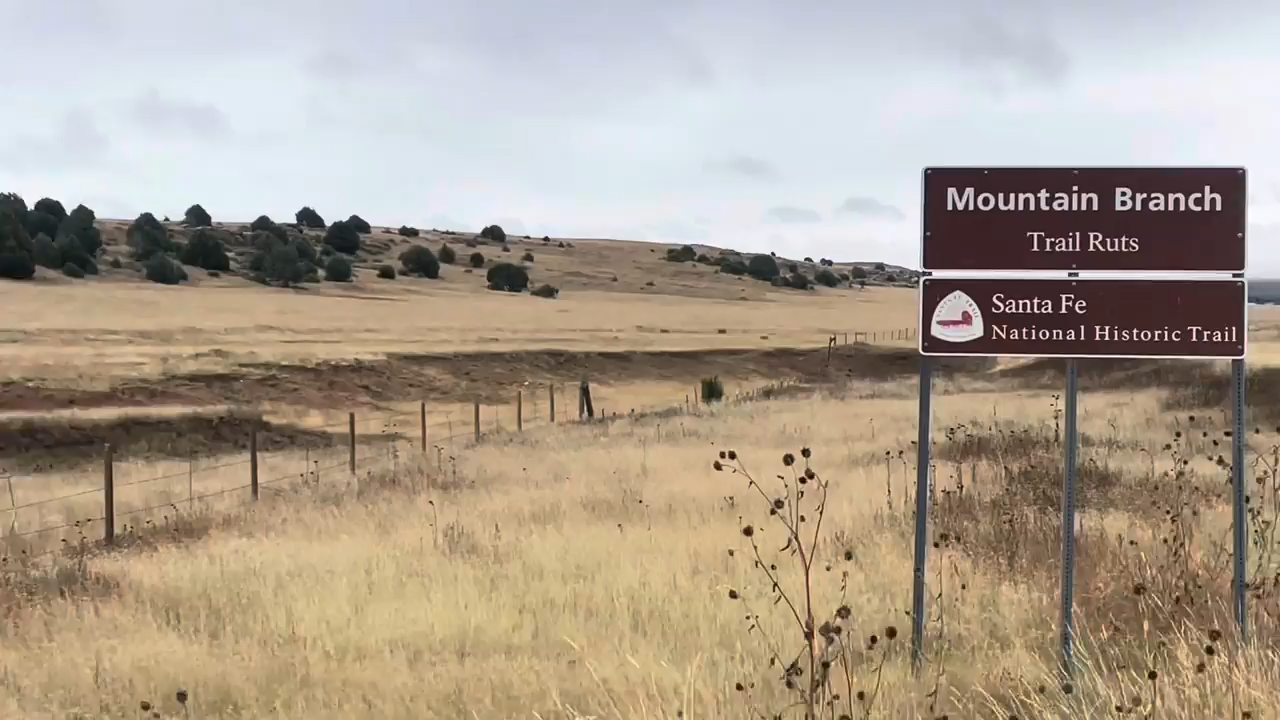 Mountain Branch
Trail Ruts
Santa Fe
National Historic Trail